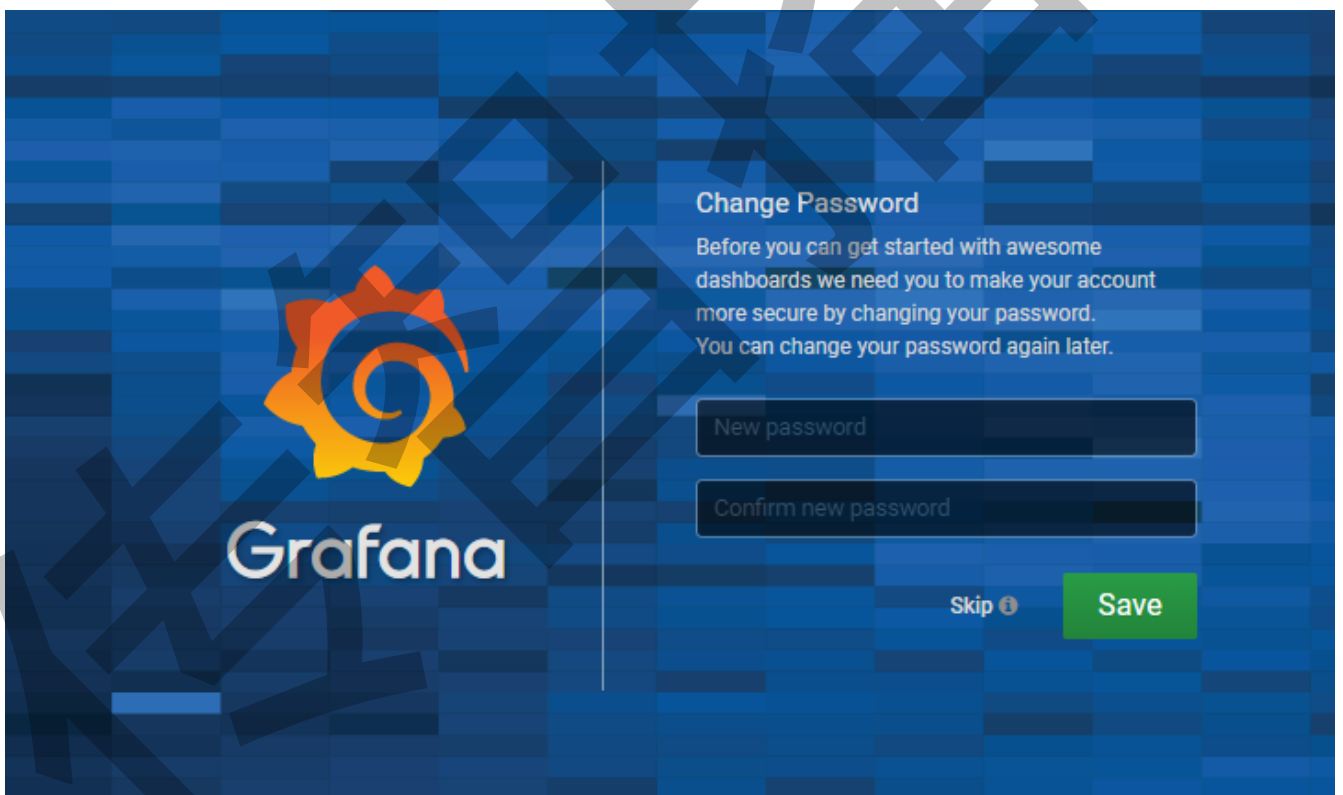 Grafana
Change Password
Before you can get started with awesome
dashboards we need you to make your account
more secure by changing your password.
You can change your password again later.
New password
Confirm new password
Skip
Save